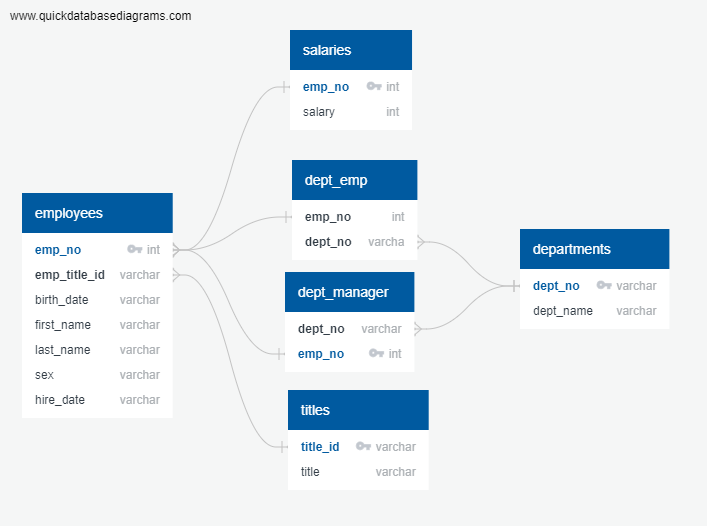 www.quickdatabasediagrams.com
salaries
emp_no int
salary int
dept_emp
emp_no int
dept_no varcha
employees
emp_no int
emp_title_id varchar
birth_date varchar
first_name varchar
last_name varchar
sex varchar
hire_date varchar
departments
dept_no varchar
dept_name varchar
dept_manager
dept_no varchar
emp_no int
titles
title_id varchar
title varchar